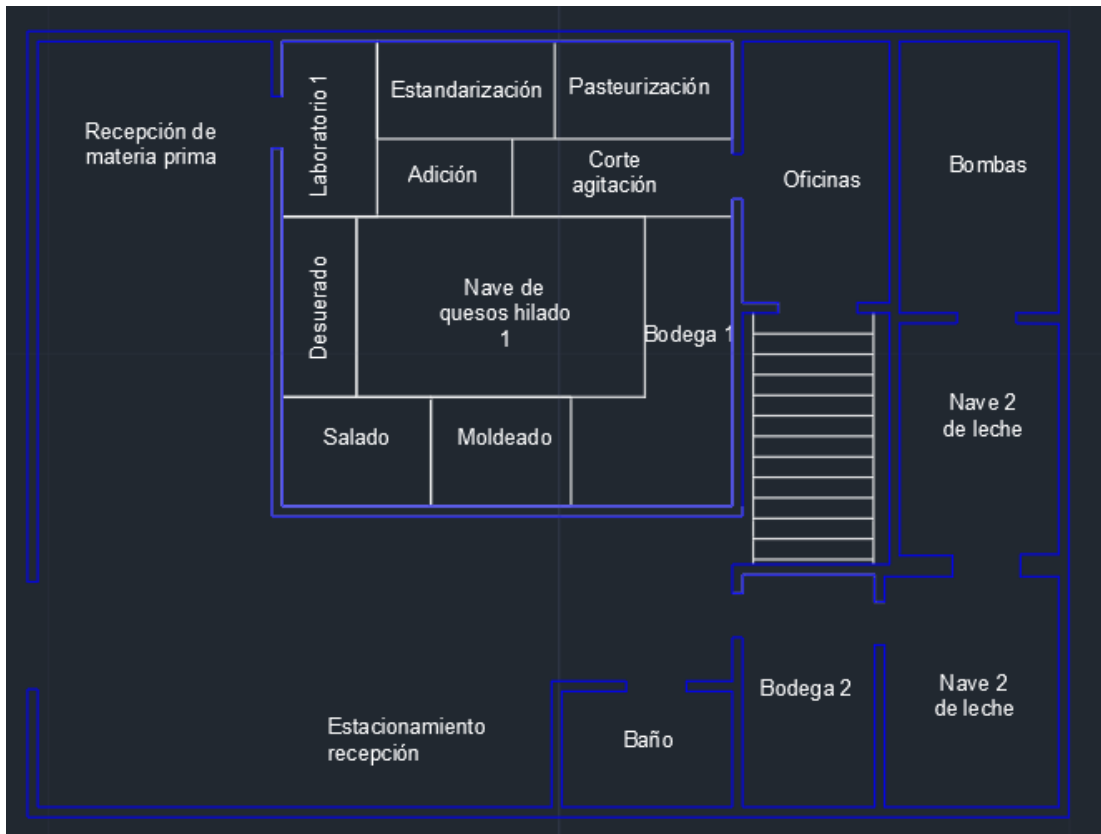 Recepción de
materia prima
Laboratorio 1
Estandarización
Pasteurización
Adición
Corte
agitación
Oficinas
Bombas
Desuerado
Nave de
quesos hilado
1
Bodega 1
Nave 2
de leche
Salado
Moldeado
Estacionamiento
recepción
Baño
Bodega 2
Nave 2
de leche